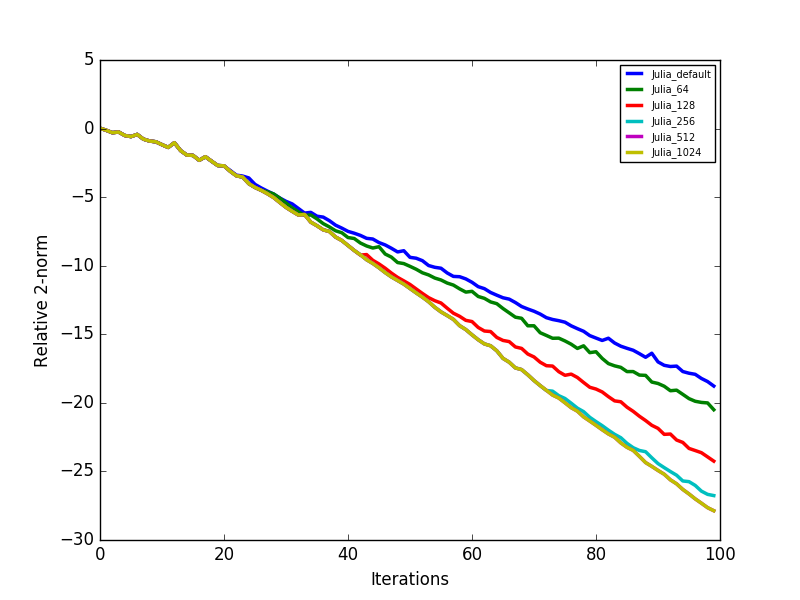 5
0
−5
−10
−15
−20
−25
−30
Relative 2-norm
Julia_default
Julia_64
Julia_128
Julia_256
Julia_512
Julia_1024
0 20 40 60 80 100
Iterations